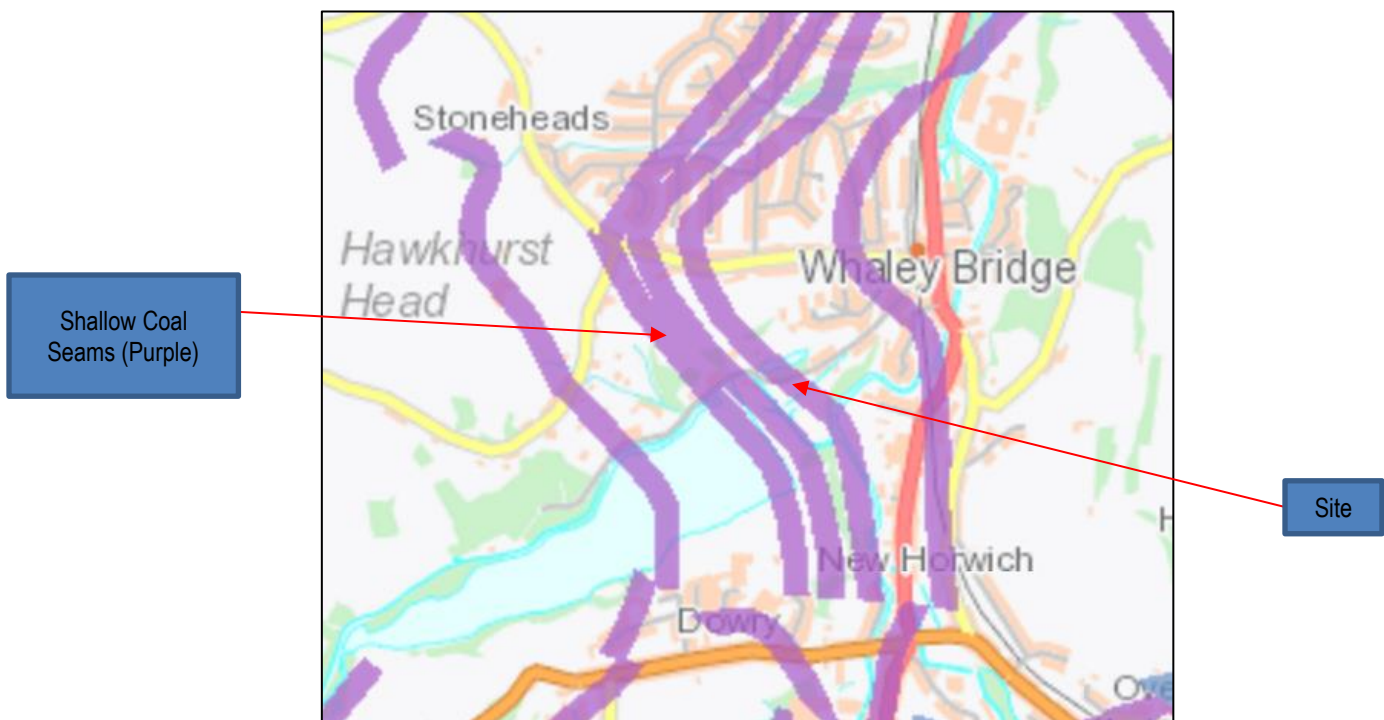 Stoneheads
Hawkhurst
Head
Whaley Bridge
Shallow Coal
Seams (Purple)
Site
New Horwich
Dowry